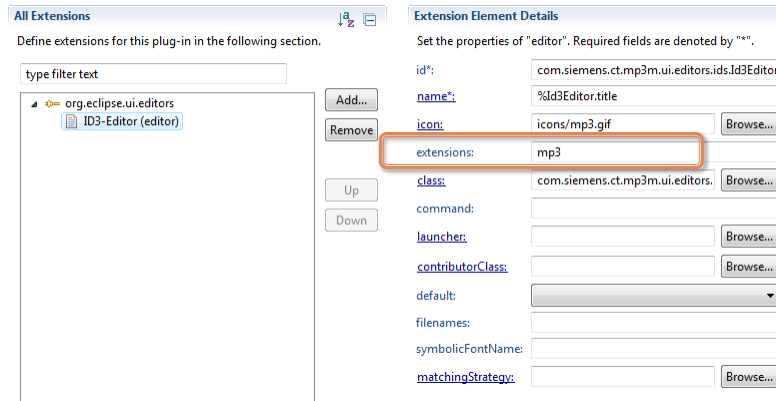 All Extensions
Define extensions for this plug-in in the following section.
type filter text
org.eclipse.ui.editors
ID3-Editor (editor)
Add...
Remove
Up
Down
Extension Element Details
Set the properties of "editor". Required fields are denoted by "*".
id*: com.siemens.ct.mp3m.ui.editors.ids.Id3Editor
name*: %Id3Editor.title
icon: icons/mp3.gif Browse...
extensions: mp3
class: com.siemens.ct.mp3m.ui.editors. Browse...
command:
launcher: Browse...
contributorClass: Browse...
default:
filenames:
symbolicFontName:
matchingStrategy: Browse...